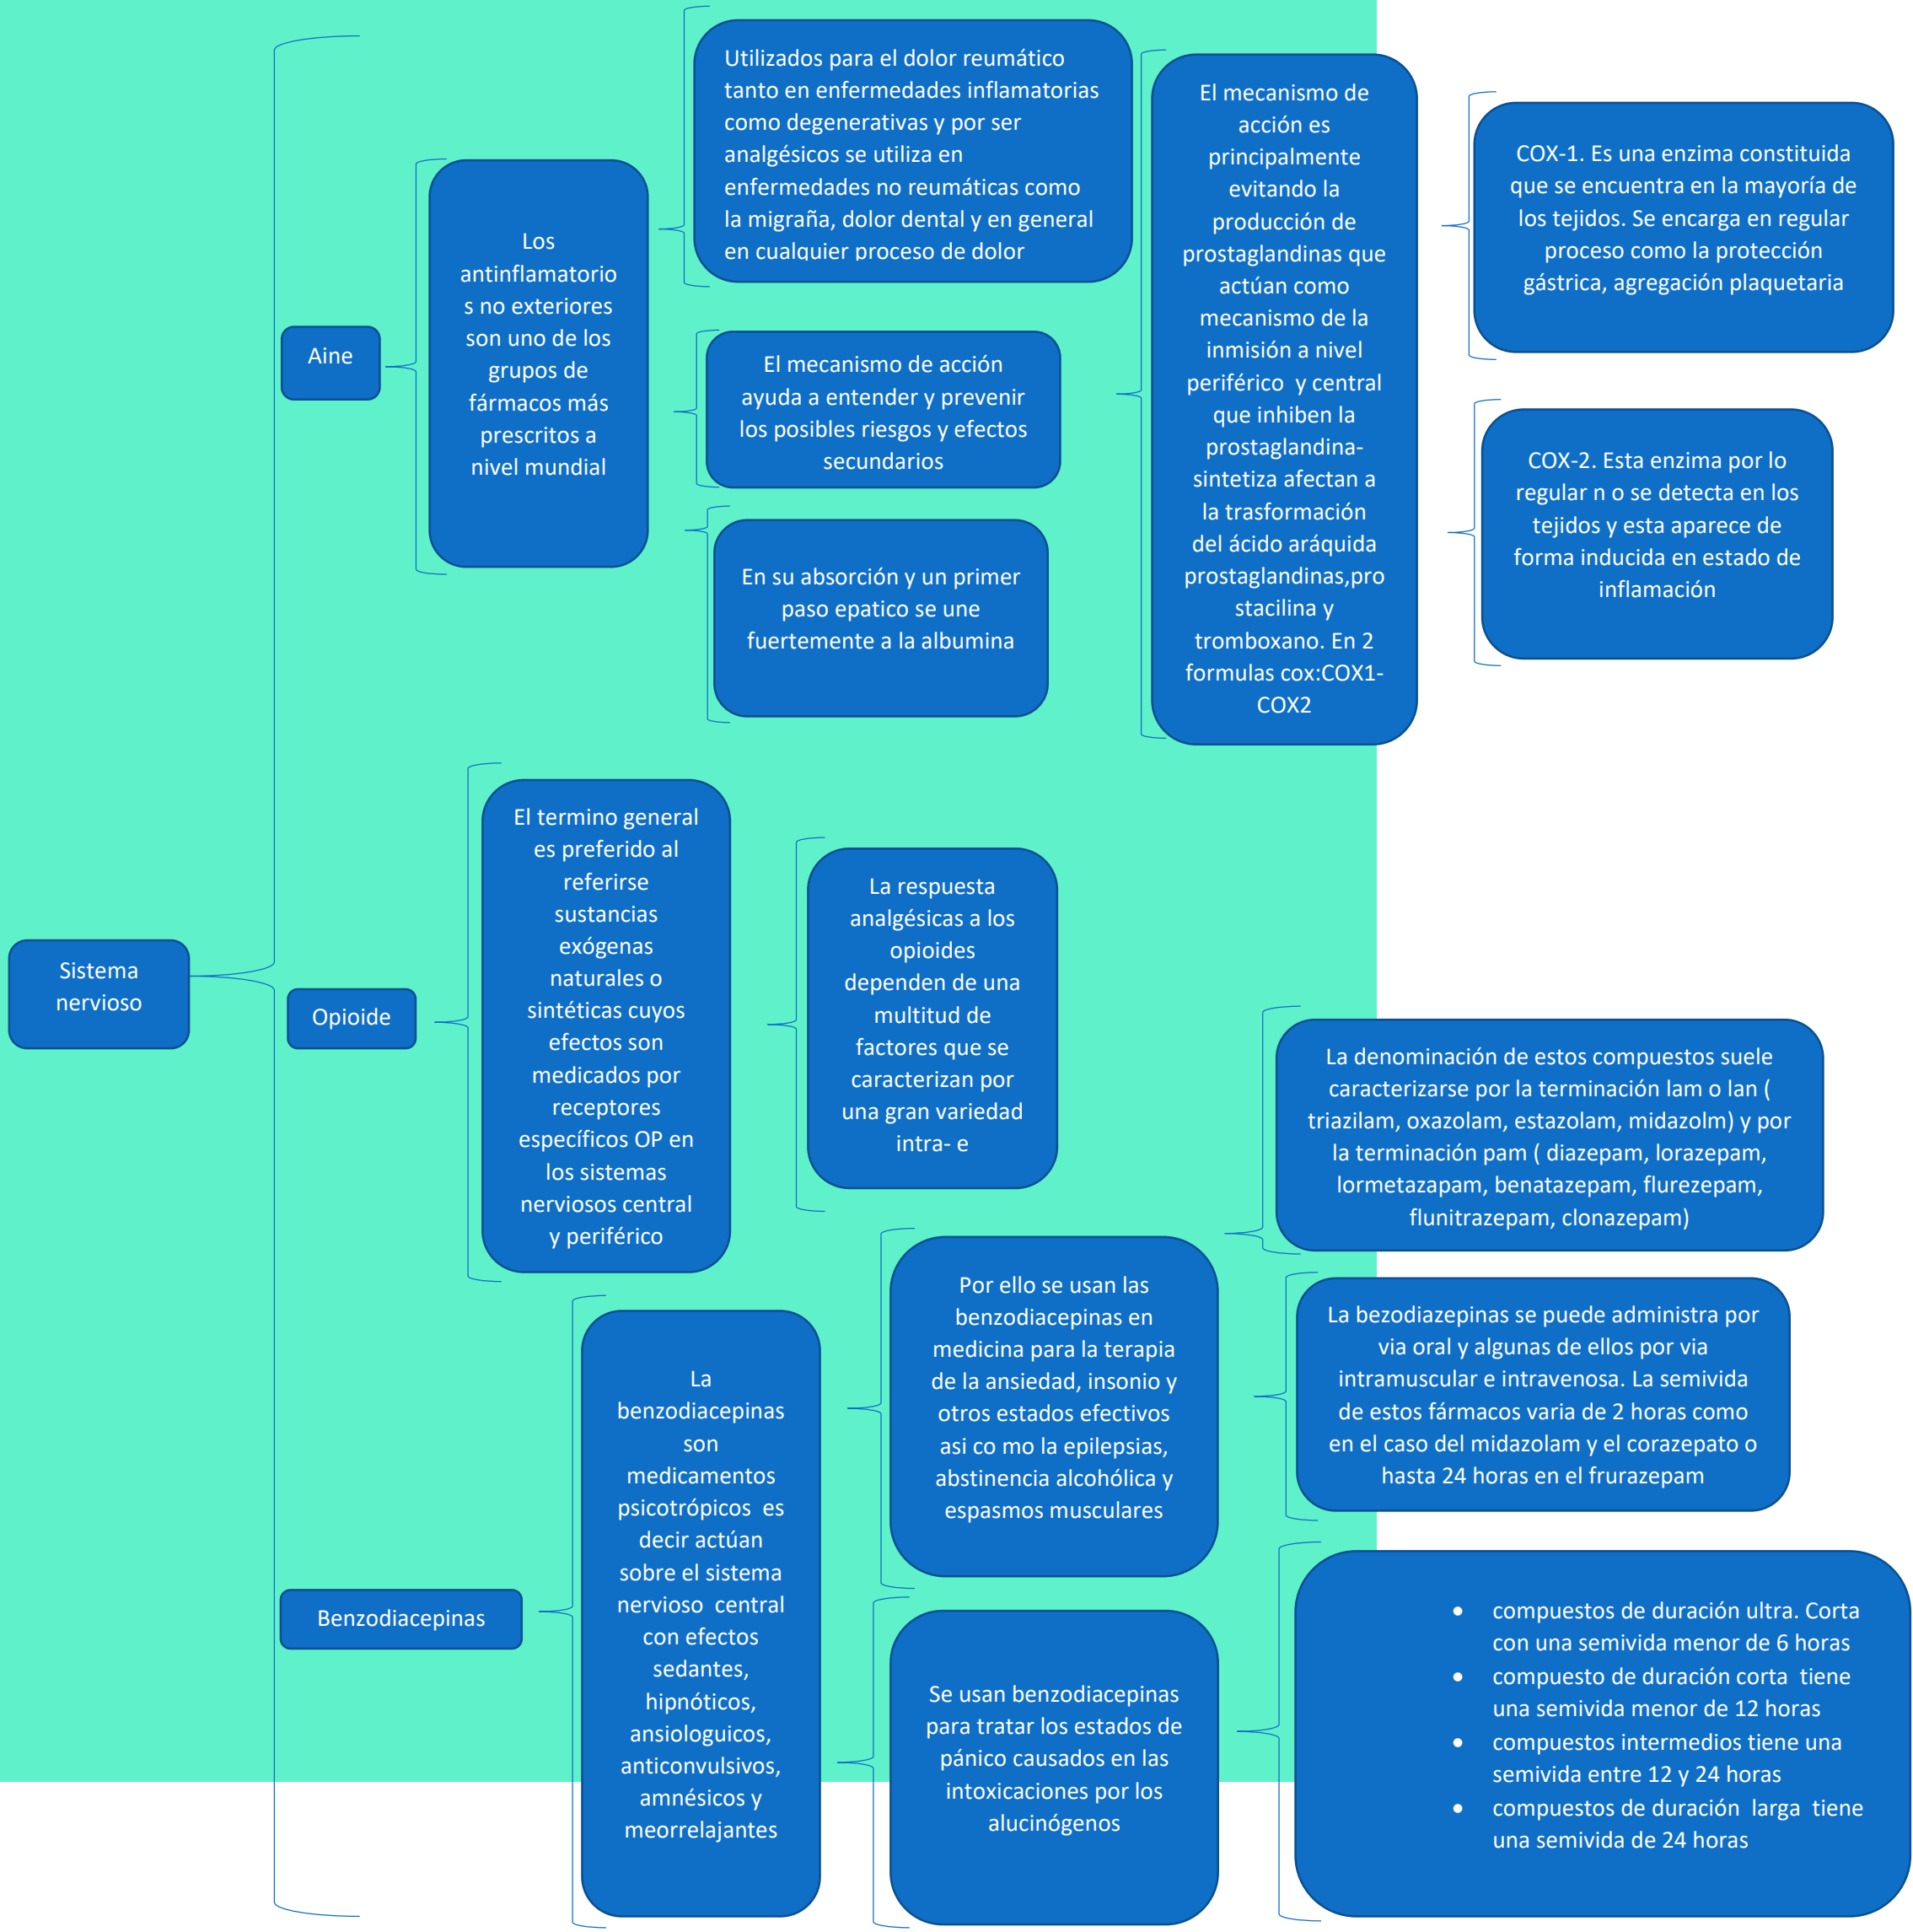 Sistema
nervioso
Aine
Los
antinflamatorio
s no exteriores
son uno de los
grupos de
fármacos más
prescritos a
nivel mundial
Utilizados para el dolor reumático
tanto en enfermedades inflamatorias
como degenerativas y por ser
analgésicos se utiliza en
enfermedades no reumáticas como
la migraña, dolor dental y en general
en cualquier proceso de dolor
El mecanismo de acción
ayuda a entender y prevenir
los posibles riesgos y efectos
secundarios
En su absorción y un primer
paso epatico se une
fuertemente a la albumina
El mecanismo de
acción es
principalmente
evitando la
producción de
prostaglandinas que
actúan como
mecanismo de la
inmisión a nivel
periférico y central
que inhiben la
prostaglandina-
sintetiza afectan a
la trasformación
del ácido aráquida
prostaglandinas,pro
stacilina y
tromboxano. En 2
formulas cox:COX1-
COX2
COX-1. Es una enzima constituida
que se encuentra en la mayoría de
los tejidos. Se encarga en regular
proceso como la protección
gástrica, agregación plaquetaria
COX-2. Esta enzima por lo
regular n o se detecta en los
tejidos y esta aparece de
forma inducida en estado de
inflamación
Opioide
El termino general
es preferido al
referirse
sustancias
exógenas
naturales o
sintéticas cuyos
efectos son
medicados por
receptores
específicos OP en
los sistemas
nerviosos central
y periférico
La respuesta
analgésicas a los
opioides
dependen de una
multitud de
factores que se
caracterizan por
una gran variedad
intra- e
Benzodiacepinas
La
benzodiacepinas
son
medicamentos
psicotrópicos es
decir actúan
sobre el sistema
nervioso central
con efectos
sedantes,
hipnóticos,
ansiologuicos,
anticonvulsivos,
amnésicos y
meorrelajantes
Por ello se usan las
benzodiacepinas en
medicina para la terapia
de la ansiedad, insonio y
otros estados efectivos
asi co mo la epilepsias,
abstinencia alcohólica y
espasmos musculares
La denominación de estos compuestos suele
caracterizarse por la terminación lam o lan (
triazilam, oxazolam, estazolam, midazolm) y por
la terminación pam ( diazepam, lorazepam,
lormetazapam, benatazepam, flurezepam,
flunitrazepam, clonazepam)
La bezodiazepinas se puede administra por
via oral y algunas de ellos por via
intramuscular e intravenosa. La semivida
de estos fármacos varia de 2 horas como
en el caso del midazolam y el corazepato o
hasta 24 horas en el frurazepam
Se usan benzodiacepinas
para tratar los estados de
pánico causados en las
intoxicaciones por los
alucinógenos
• compuestos de duración ultra. Corta
con una semivida menor de 6 horas
• compuesto de duración corta tiene
una semivida menor de 12 horas
• compuestos intermedios tiene una
semivida entre 12 y 24 horas
• compuestos de duración larga tiene
una semivida de 24 horas